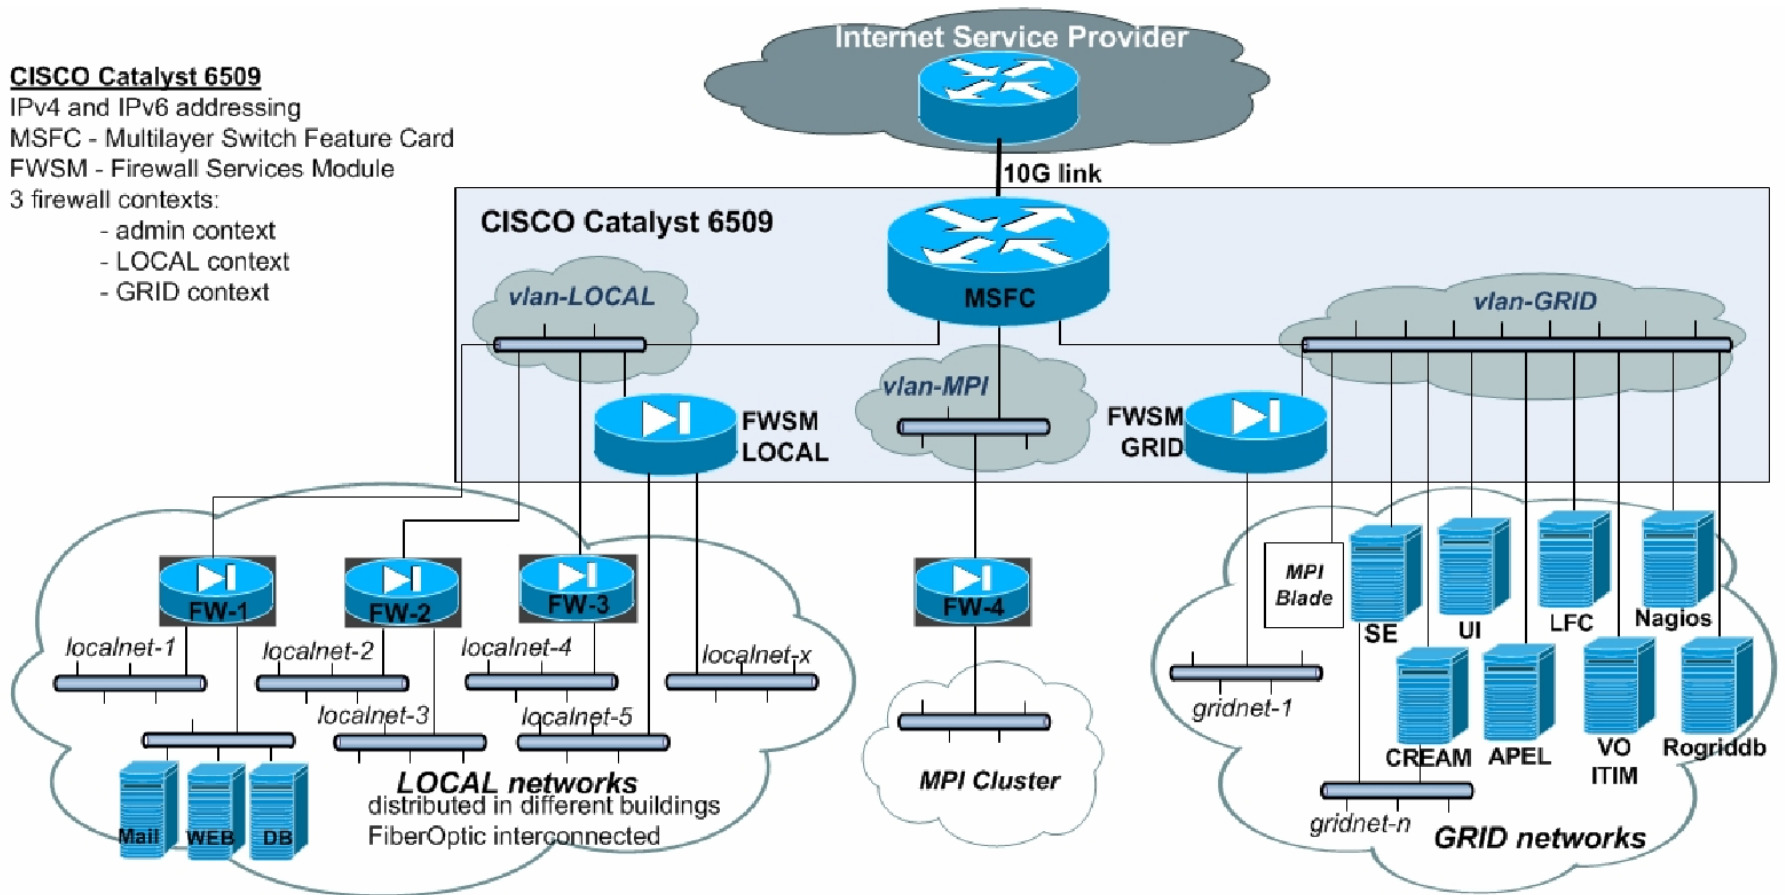 Internet Service Provider
CISCO Catalyst 6509
IPv4 and IPv6 addressing
MSFC - Multilayer Switch Feature Card
FWSM - Firewall Services Module
3 firewall contexts:
- admin context
- LOCAL context
- GRID context
10G link
CISCO Catalyst 6509
MSFC
vlan-LOCAL
vlan-GRID
vlan-MPI
FWSM
LOCAL
FWSM
GRID
FW-1
FW-2
FW-3
FW-4
MPI
Blade
SE
UI
LFC
Nagios
localnet-1
localnet-2
localnet-4
localnet-x
localnet-3
localnet-5
gridnet-1
CREAM
APEL
VO
ITIM
Rogriddb
LOCAL networks
distributed in different buildings
FiberOptic interconnected
Mail
WEB
DB
MPI Cluster
gridnet-n
GRID networks